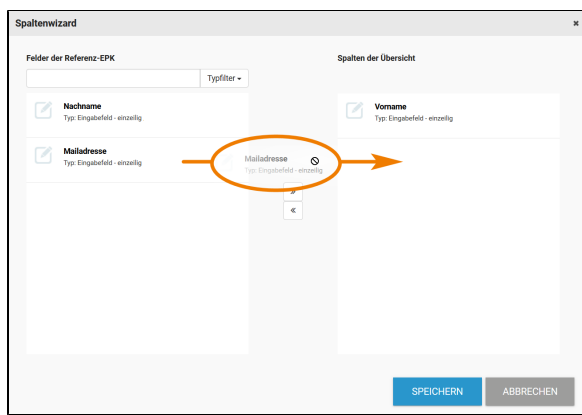 Spaltenwizard
Felder der Referenz-EPK
Typfilter
Nachname
Typ: Eingabefeld - einzeilig
Mailadresse
Typ: Eingabefeld - einzeilig
Mailadresse
Typ: Eingabefeld - einzeilig
»
«
Spalten der Übersicht
Vorname
Typ: Eingabefeld - einzeilig
SPEICHERN
ABBRECHEN